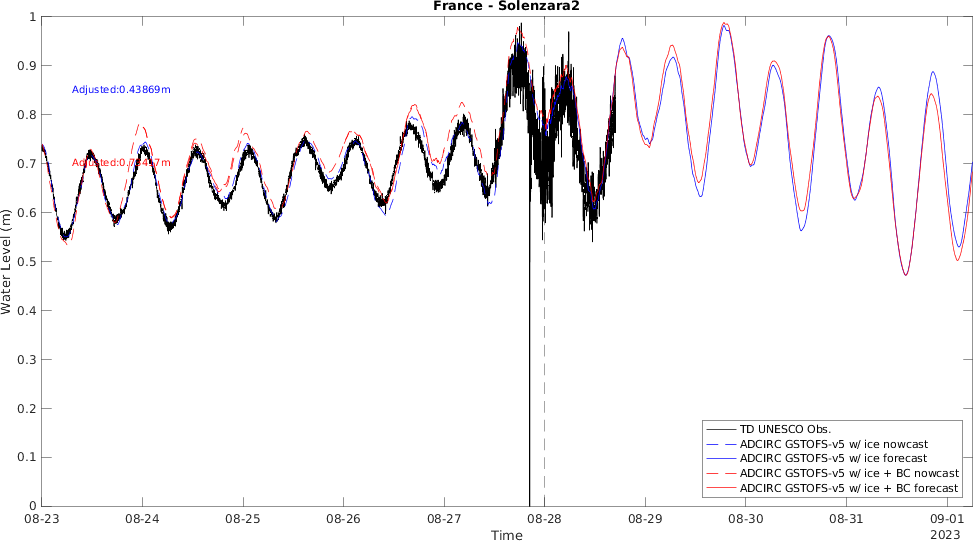 France - Solenzara2
Water Level (m)
1
0.9
0.8
0.7
0.6
0.5
0.4
0.3
0.2
0.1
0
Adjusted:0.43869m
TD UNESCO Obs.
ADCIRC GSTOFS-v5 w/ ice nowcast
ADCIRC GSTOFS-v5 w/ ice forecast
ADCIRC GSTOFS-v5 w/ ice + BC nowcast
ADCIRC GSTOFS-v5 w/ ice + BC forecast
08-23 08-24 08-25 08-26 08-27 08-28 08-29 08-30 08-31 09-01
2023
Time